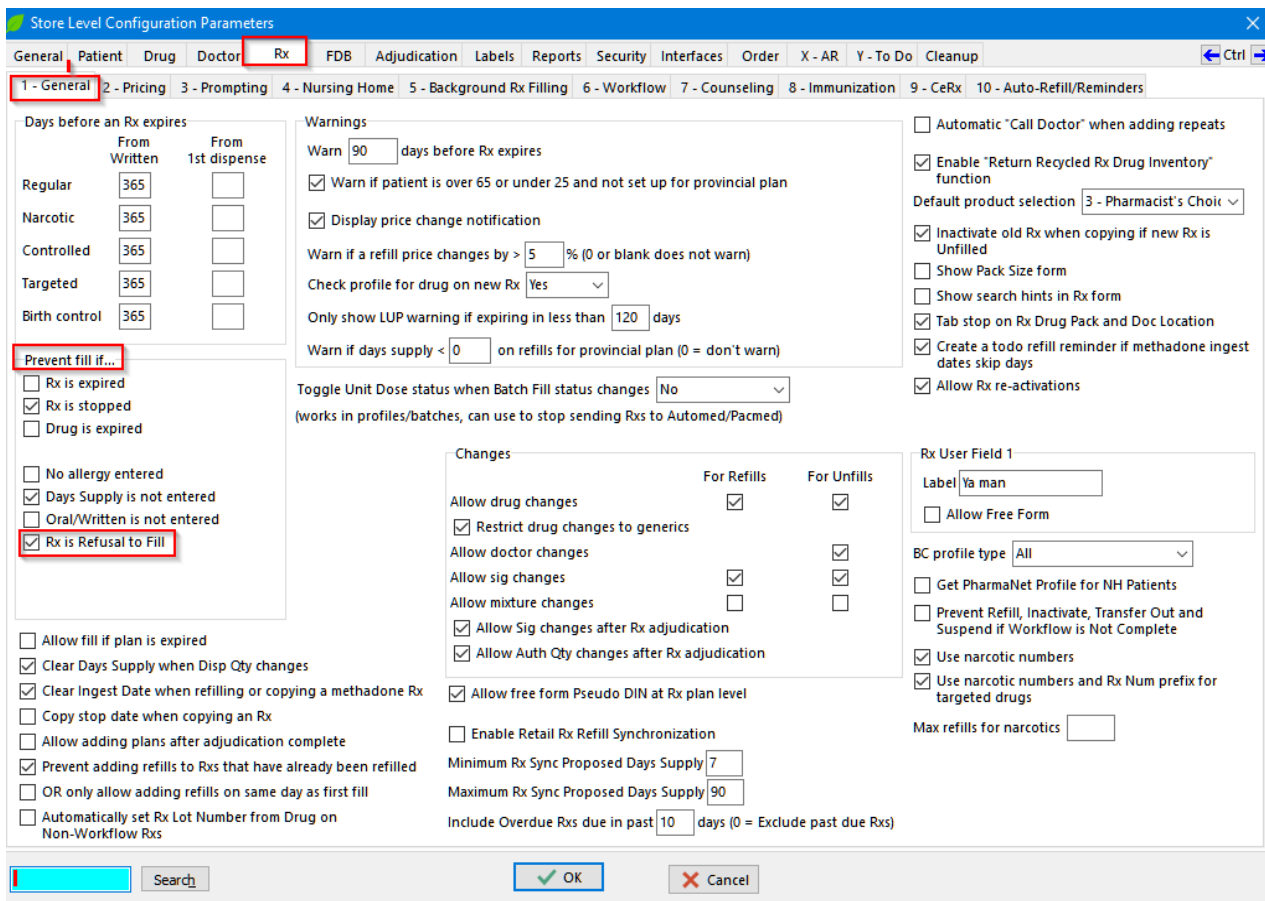 Store Level Configuration Parameters
General Patient Drug Doctor Rx FDB Adjudication Labels Reports Security Interfaces Order X - AR Y - To Do Cleanup Ctrl
1 - General 2 - Pricing 3 - Prompting 4 - Nursing Home 5 - Background Rx Filling 6 - Workflow 7 - Counseling 8 - Immunization 9 - CeRx 10 - Auto-Refill/Reminders
Days before an Rx expires
From Written
From 1st dispense
Regular 365
Narcotic 365
Controlled 365
Targeted 365
Birth control 365
Prevent fill if...
Rx is expired
Rx is stopped
Drug is expired
No allergy entered
Days Supply is not entered
Oral/Written is not entered
Rx is Refusal to Fill
Allow fill if plan is expired
Clear Days Supply when Disp Qty changes
Clear Ingest Date when refilling or copying a methadone Rx
Copy stop date when copying an Rx
Allow adding plans after adjudication complete
Prevent adding refills to Rxs that have already been refilled
OR only allow adding refills on same day as first fill
Automatically set Rx Lot Number from Drug on
Non-Workflow Rxs
Warnings
Warn 90 days before Rx expires
Warn if patient is over 65 or under 25 and not set up for provincial plan
Display price change notification
Warn if a refill price changes by > 5 % (0 or blank does not warn)
Check profile for drug on new Rx Yes
Only show LUP warning if expiring in less than 120 days
Warn if days supply < 0 on refills for provincial plan (0 = don't warn)
Toggle Unit Dose status when Batch Fill status changes No
(works in profiles/batches, can use to stop sending Rxs to Automed/Pacmed)
Changes
For Refills For Unfills
Allow drug changes
Restrict drug changes to generics
Allow doctor changes
Allow sig changes
Allow mixture changes
Allow Sig changes after Rx adjudication
Allow Auth Qty changes after Rx adjudication
Allow free form Pseudo DIN at Rx plan level
Enable Retail Rx Refill Synchronization
Minimum Rx Sync Proposed Days Supply 7
Maximum Rx Sync Proposed Days Supply 90
Include Overdue Rxs due in past 10 days (0 = Exclude past due Rxs)
Automatic "Call Doctor" when adding repeats
Enable "Return Recycled Rx Drug Inventory"
function
Default product selection 3 - Pharmacist's Choic
Inactivate old Rx when copying if new Rx is
Unfilled
Show Pack Size form
Show search hints in Rx form
Tab stop on Rx Drug Pack and Doc Location
Create a todo refill reminder if methadone ingest
dates skip days
Allow Rx re-activations
Rx User Field 1
Label Ya man
Allow Free Form
BC profile type All
Get PharmaNet Profile for NH Patients
Prevent Refill, Inactivate, Transfer Out and
Suspend if Workflow is Not Complete
Use narcotic numbers
Use narcotic numbers and Rx Num prefix for
targeted drugs
Max refills for narcotics
Search OK Cancel